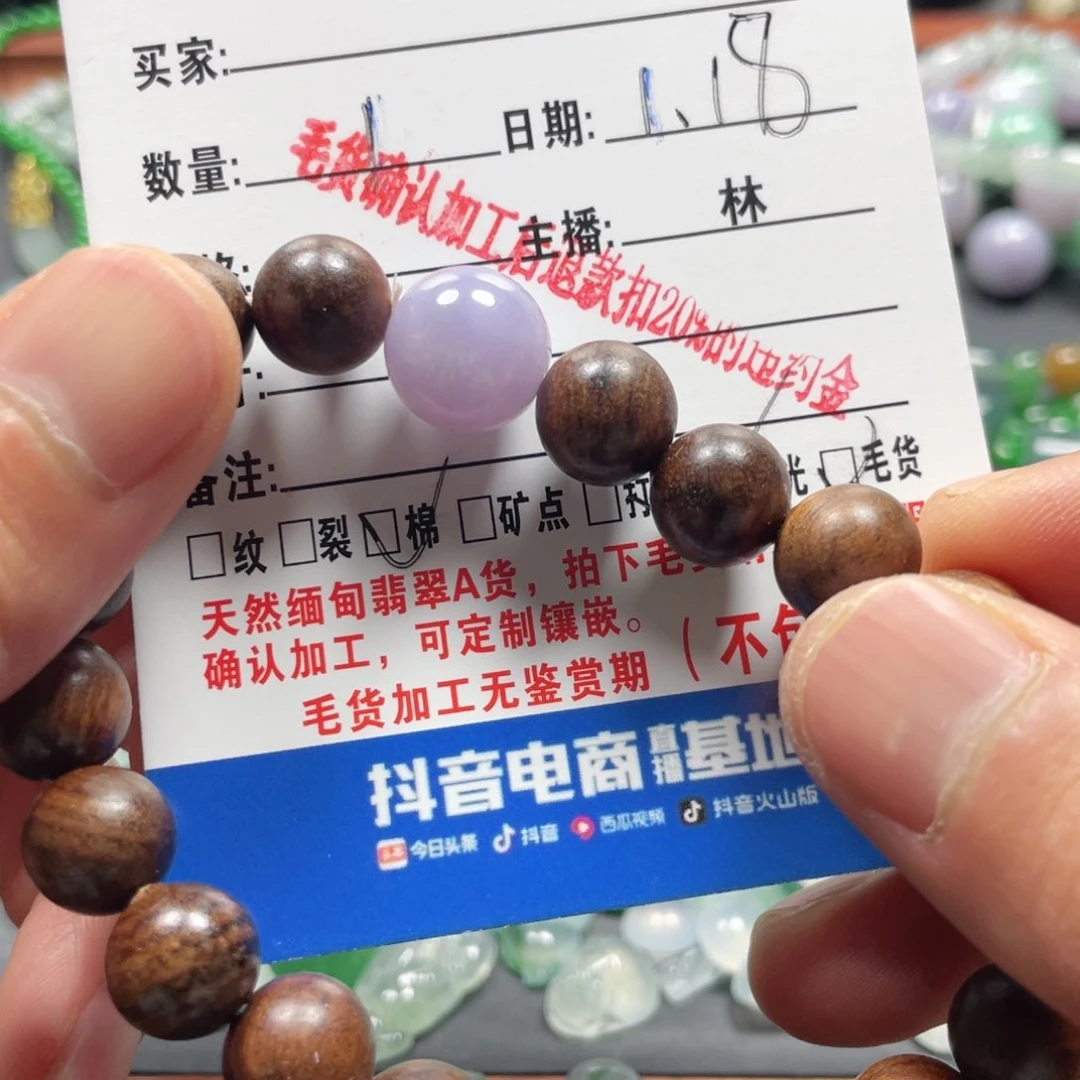 买家:
数量: 1 日期: 1、18
主播: 林
毛货确认加工后退款扣20%的违约金
备注:
纹 裂 棉 矿点 打 光 毛货
天然缅甸翡翠A货，拍下毛
确认加工，可定制镶嵌。
毛货加工无鉴赏期（不
抖音电商直播基地
今日头条 抖音 西瓜视频 抖音火山版